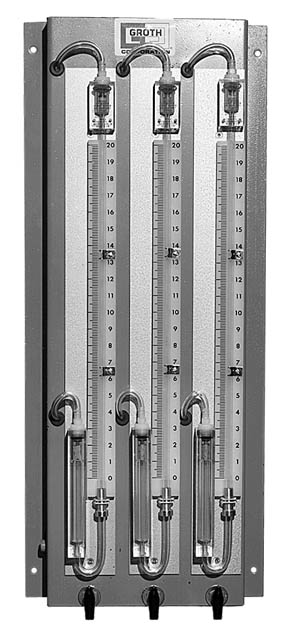 GROTH
CORPORATION
20 20 20
19 19 19
18 18 18
17 17 17
16 16 16
15 15 15
14 14 14
13 13 13
12 12 12
11 11 11
10 10 10
9 9 9
8 8 8
7 7 7
6 6 6
5 5 5
4 4 4
3 3 3
2 2 2
1 1 1
0 0 0